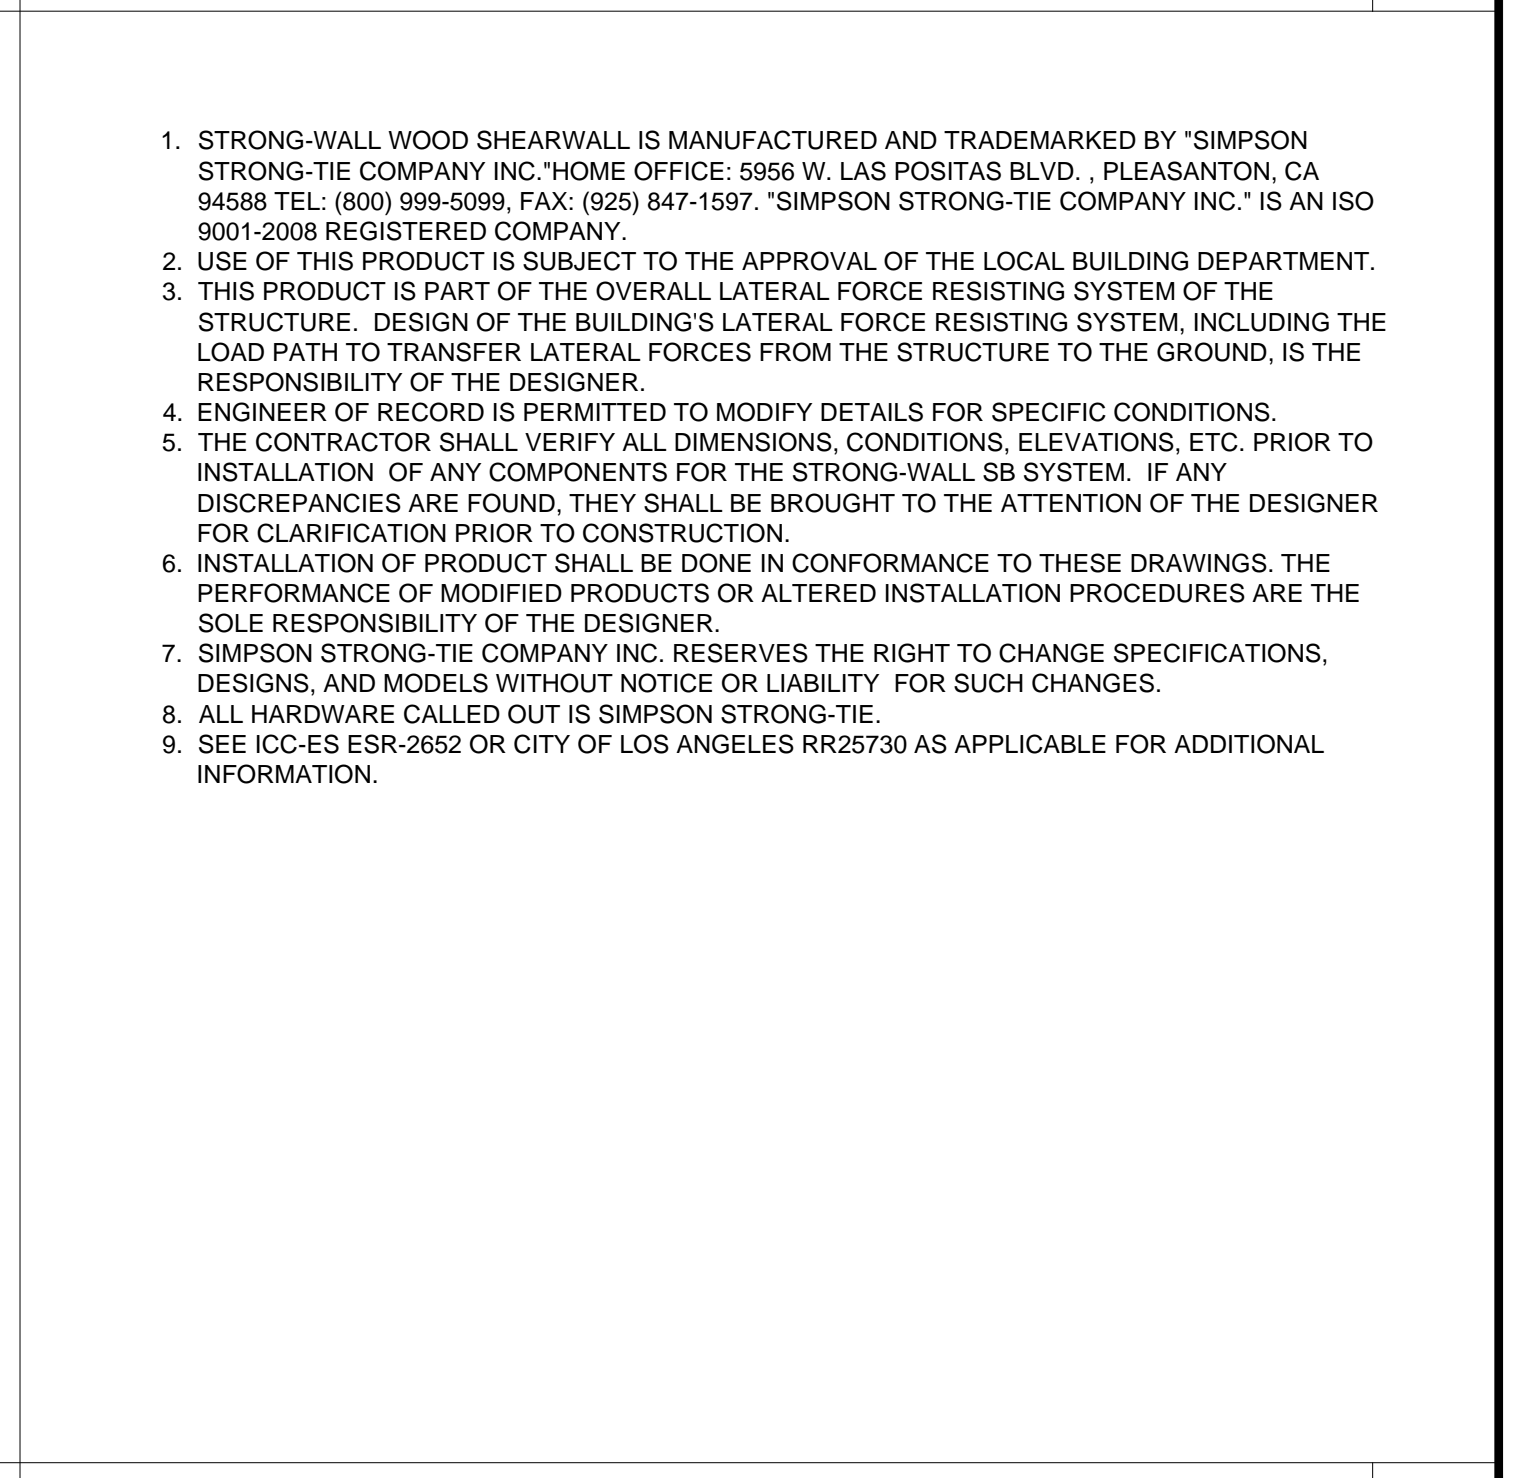 1. STRONG-WALL WOOD SHEARWALL IS MANUFACTURED AND TRADEMARKED BY "SIMPSON
STRONG-TIE COMPANY INC."HOME OFFICE: 5956 W. LAS POSITAS BLVD. , PLEASANTON, CA
94588 TEL: (800) 999-5099, FAX: (925) 847-1597. "SIMPSON STRONG-TIE COMPANY INC." IS AN ISO
9001-2008 REGISTERED COMPANY.
2. USE OF THIS PRODUCT IS SUBJECT TO THE APPROVAL OF THE LOCAL BUILDING DEPARTMENT.
3. THIS PRODUCT IS PART OF THE OVERALL LATERAL FORCE RESISTING SYSTEM OF THE
STRUCTURE.  DESIGN OF THE BUILDING'S LATERAL FORCE RESISTING SYSTEM, INCLUDING THE
LOAD PATH TO TRANSFER LATERAL FORCES FROM THE STRUCTURE TO THE GROUND, IS THE
RESPONSIBILITY OF THE DESIGNER.
4. ENGINEER OF RECORD IS PERMITTED TO MODIFY DETAILS FOR SPECIFIC CONDITIONS.
5. THE CONTRACTOR SHALL VERIFY ALL DIMENSIONS, CONDITIONS, ELEVATIONS, ETC. PRIOR TO
INSTALLATION  OF ANY COMPONENTS FOR THE STRONG-WALL SB SYSTEM.  IF ANY
DISCREPANCIES ARE FOUND, THEY SHALL BE BROUGHT TO THE ATTENTION OF THE DESIGNER
FOR CLARIFICATION PRIOR TO CONSTRUCTION.
6. INSTALLATION OF PRODUCT SHALL BE DONE IN CONFORMANCE TO THESE DRAWINGS. THE
PERFORMANCE OF MODIFIED PRODUCTS OR ALTERED INSTALLATION PROCEDURES ARE THE
SOLE RESPONSIBILITY OF THE DESIGNER.
7. SIMPSON STRONG-TIE COMPANY INC. RESERVES THE RIGHT TO CHANGE SPECIFICATIONS,
DESIGNS, AND MODELS WITHOUT NOTICE OR LIABILITY  FOR SUCH CHANGES.
8. ALL HARDWARE CALLED OUT IS SIMPSON STRONG-TIE.
9. SEE ICC-ES ESR-2652 OR CITY OF LOS ANGELES RR25730 AS APPLICABLE FOR ADDITIONAL
INFORMATION.